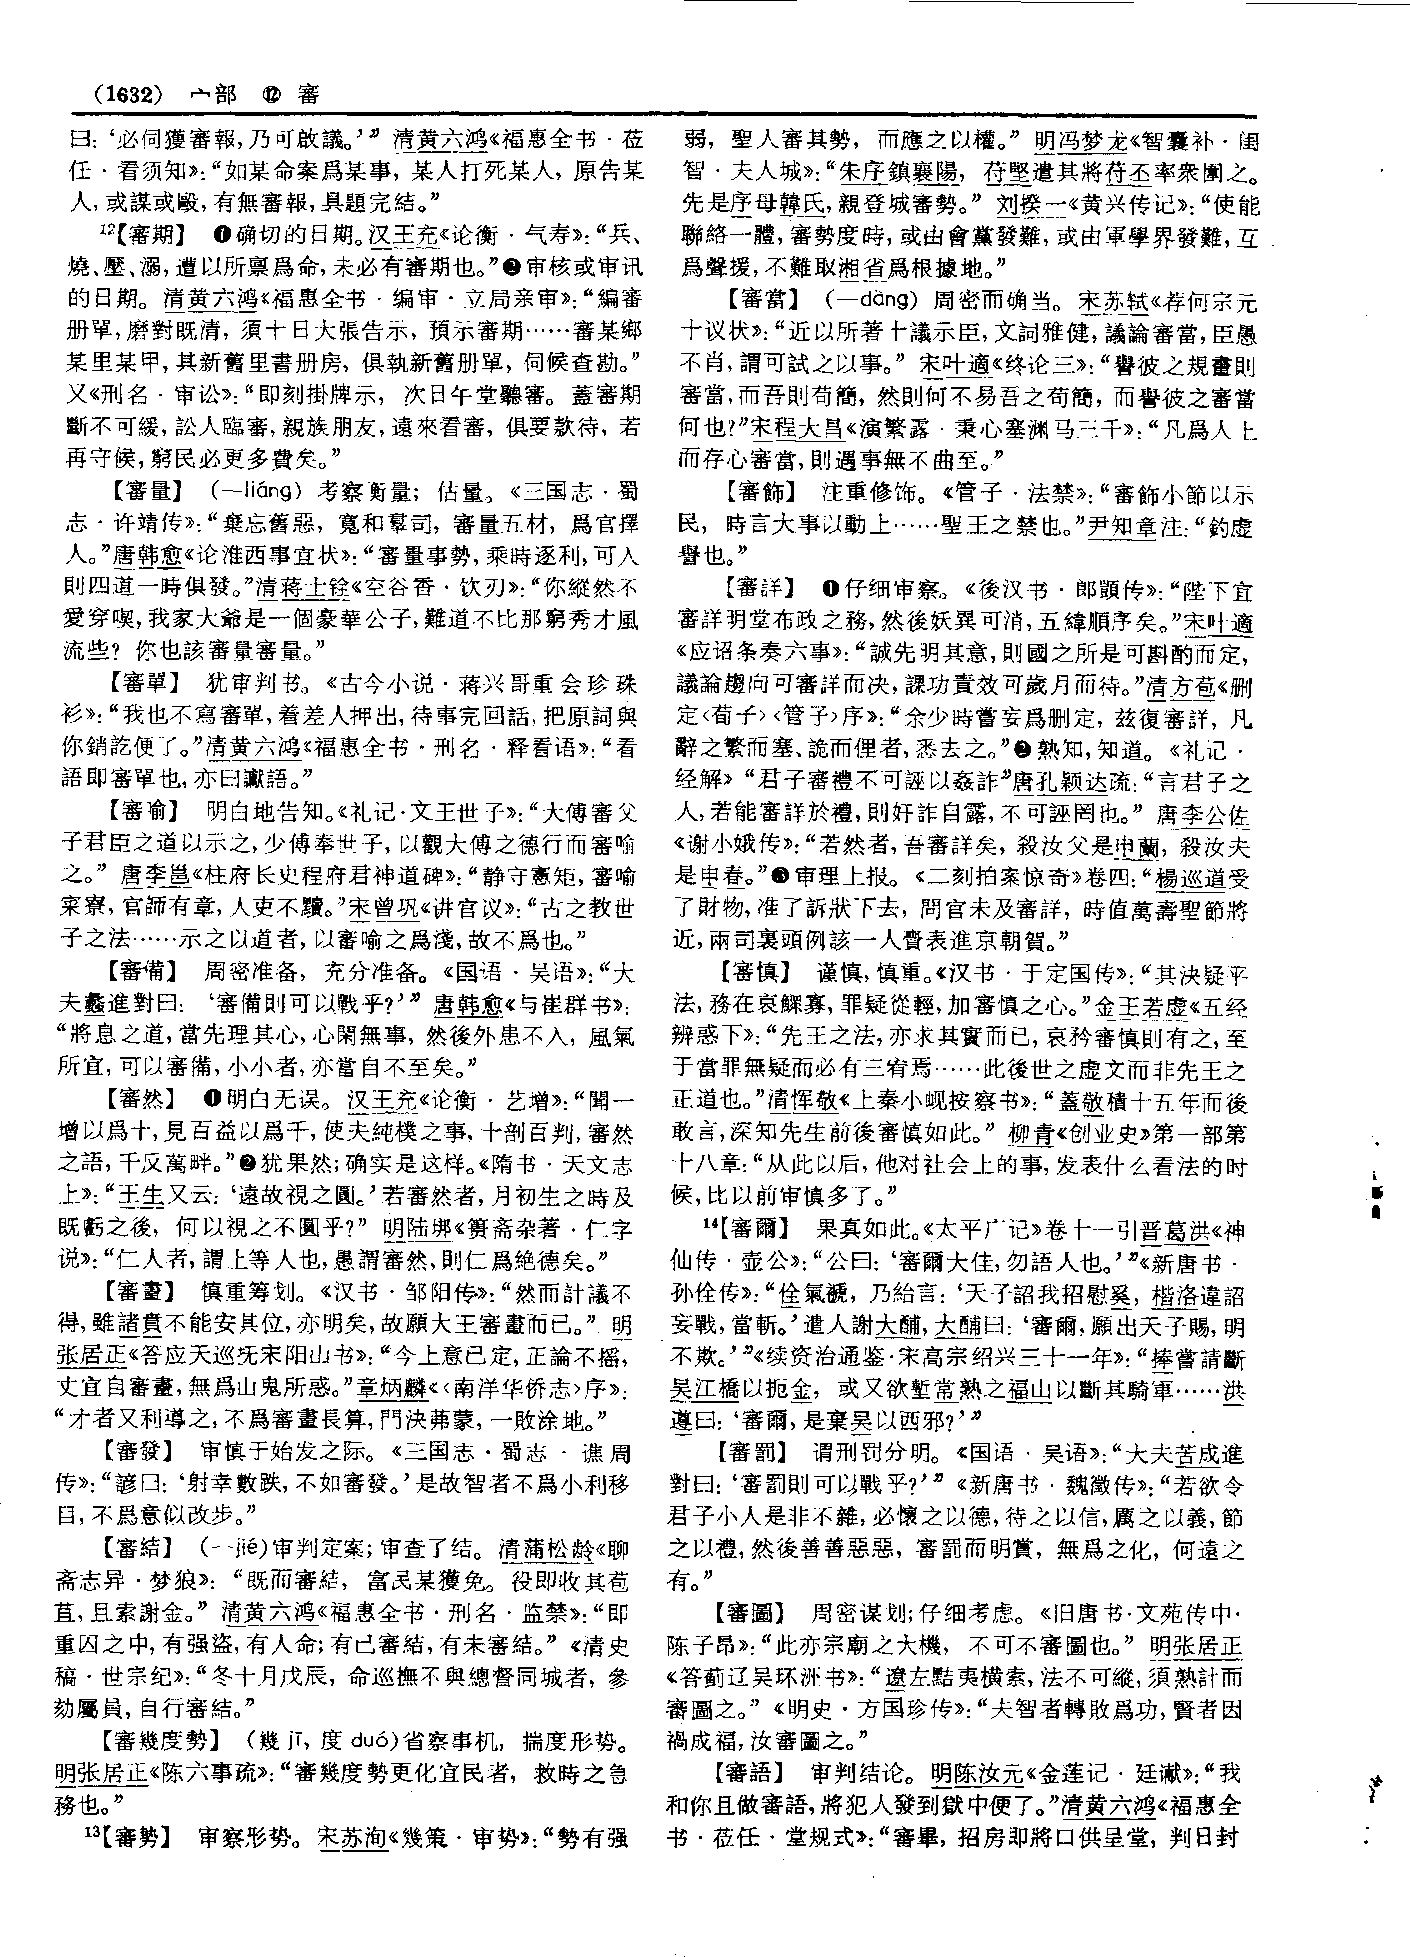 （1632） 宀部 ⑫ 審
曰：‘必伺獲審報，乃可啟議。’” 清黄六鸿《福惠全书·莅
任·看须知》：“如某命案爲某事，某人打死某人，原告某
人，或謀或毆，有無審報，具題完結。”
¹²【審期】 ❶确切的日期。汉王充《论衡·气寿》：“兵、
燒、壓、溺，遭以所禀爲命，未必有審期也。”❷审核或审讯
的日期。清黄六鸿《福惠全书·编审·立局亲审》：“編審
册單，磨對既清，須十日大張告示，預示審期……審某鄉
某里某甲，其新舊里書册房，俱執新舊册單，伺候查勘。”
又《刑名·审讼》：“即刻掛牌示，次日午堂聽審。蓋審期
斷不可緩，訟人臨審，親族朋友，遠來看審，俱要款待，若
再守候，窮民必更多費矣。”
【審量】 （—liáng）考察衡量；估量。《三国志·蜀
志·许靖传》：“棄忘舊惡，寬和羣司，審量五材，爲官擇
人。”唐韩愈《论淮西事宜状》：“審量事勢，乘時逐利，可入
則四道一時俱發。”清蒋士铨《空谷香·饮刃》：“你縱然不
愛穿喫，我家大爺是一個豪華公子，難道不比那窮秀才風
流些？你也該審量審量。”
【審單】 犹审判书。《古今小说·蒋兴哥重会珍珠
衫》：“我也不寫審單，着差人押出，待事完回話，把原詞與
你銷訖便了。”清黄六鸿《福惠全书·刑名·释看语》：“看
語即審單也，亦曰讞語。”
【審喻】 明白地告知。《礼记·文王世子》：“大傅審父
子君臣之道以示之，少傅奉世子，以觀大傅之德行而審喻
之。” 唐李邕《柱府长史程府君神道碑》：“静守憲矩，審喻
寀寮，官師有章，人吏不黷。”宋曾巩《讲官议》：“古之教世
子之法……示之以道者，以審喻之爲淺，故不爲也。”
【審備】 周密准备，充分准备。《国语·吴语》：“大
夫蠡進對曰：‘審備則可以戰乎？’” 唐韩愈《与崔群书》：
“將息之道，當先理其心，心閑無事，然後外患不入，風氣
所宜，可以審備，小小者，亦當自不至矣。”
【審然】 ❶明白无误。汉王充《论衡·艺增》：“聞一
增以爲十，見百益以爲千，使夫純樸之事，十剖百判，審然
之語，千反萬畔。”❷犹果然；确实是这样。《隋书·天文志
上》：“王生又云：‘遠故視之圓。’若審然者，月初生之時及
既虧之後，何以視之不圓乎？” 明陆垹《篑斋杂著·仁字
说》：“仁人者，謂上等人也，愚謂審然，則仁爲絶德矣。”
【審畫】 慎重筹划。《汉书·邹阳传》：“然而計議不
得，雖諸賁不能安其位，亦明矣，故願大王審畫而已。” 明
张居正《答应天巡抚宋阳山书》：“今上意已定，正論不摇，
丈宜自審畫，無爲山鬼所惑。”章炳麟《〈南洋华侨志〉序》：
“才者又利導之，不爲審畫長算，鬥決茀蒙，一敗涂地。”
【審發】 审慎于始发之际。《三国志·蜀志·谯周
传》：“諺曰：‘射幸數跌，不如審發。’是故智者不爲小利移
目，不爲意似改步。”
【審結】 （—jié）审判定案；审查了结。清蒲松龄《聊
斋志异·梦狼》：“既而審結，富民某獲免。役即收其苞
苴，且索謝金。” 清黄六鸿《福惠全书·刑名·监禁》：“即
重囚之中，有强盗，有人命；有已審結，有未審結。” 《清史
稿·世宗纪》：“冬十月戊辰，命巡撫不與總督同城者，參
劾屬員，自行審結。”
【審幾度勢】 （幾 jī，度 duó）省察事机，揣度形势。
明张居正《陈六事疏》：“審幾度勢更化宜民者，救時之急
務也。”
¹³【審勢】 审察形势。宋苏洵《幾策·审势》：“勢有强
弱，聖人審其勢，而應之以權。” 明冯梦龙《智囊补·闺
智·夫人城》：“朱序鎮襄陽，苻堅遣其將苻丕率衆圍之。
先是序母韓氏，親登城審勢。” 刘揆一《黄兴传记》：“使能
聯絡一體，審勢度時，或由會黨發難，或由軍學界發難，互
爲聲援，不難取湘省爲根據地。”
【審當】 （—dàng）周密而确当。宋苏轼《荐何宗元
十议状》：“近以所著十議示臣，文詞雅健，議論審當，臣愚
不肖，謂可試之以事。” 宋叶適《终论三》：“譽彼之規畫則
審當，而吾則苟簡，然則何不易吾之苟簡，而譽彼之審當
何也？”宋程大昌《演繁露·秉心塞渊马三千》：“凡爲人上
而存心審當，則遇事無不曲至。”
【審飾】 注重修饰。《管子·法禁》：“審飾小節以示
民，時言大事以動上……聖王之禁也。”尹知章注：“釣虚
譽也。”
【審詳】 ❶仔细审察。《後汉书·郎顗传》：“陛下宜
審詳明堂布政之務，然後妖異可消，五緯順序矣。”宋叶適
《应诏条奏六事》：“誠先明其意，則國之所是可斟酌而定，
議論趨向可審詳而决，課功責效可歲月而待。”清方苞《删
定〈荀子〉〈管子〉序》：“余少時嘗妄爲删定，兹復審詳，凡
辭之繁而塞、詭而俚者，悉去之。”❷熟知，知道。《礼记·
经解》“君子審禮不可誣以姦詐”唐孔颖达疏：“言君子之
人，若能審詳於禮，則奸詐自露，不可誣罔也。” 唐李公佐
《谢小娥传》：“若然者，吾審詳矣，殺汝父是申蘭，殺汝夫
是申春。”❸审理上报。《二刻拍案惊奇》卷四：“楊巡道受
了財物，准了訴狀下去，問官未及審詳，時值萬壽聖節將
近，兩司裏頭例該一人賫表進京朝賀。”
【審慎】 谨慎，慎重。《汉书·于定国传》：“其決疑平
法，務在哀鰥寡，罪疑從輕，加審慎之心。”金王若虚《五经
辨惑下》：“先王之法，亦求其實而已，哀矜審慎則有之，至
于當罪無疑而必有三宥焉……此後世之虚文而非先王之
正道也。”清恽敬《上秦小岘按察书》：“蓋敬積十五年而後
敢言，深知先生前後審慎如此。” 柳青《创业史》第一部第
十八章：“从此以后，他对社会上的事，发表什么看法的时
候，比以前审慎多了。”
¹⁴【審爾】 果真如此。《太平广记》卷十一引晋葛洪《神
仙传·壶公》：“公曰：‘審爾大佳，勿語人也。’”《新唐书·
孙佺传》：“佺氣褫，乃紿言：‘天子詔我招慰奚，楷洛違詔
妄戰，當斬。’遣人謝大酺，大酺曰：‘審爾，願出天子賜，明
不欺。’”《续资治通鉴·宋高宗绍兴三十一年》：“捧嘗請斷
吴江橋以扼金，或又欲塹常熟之福山以斷其騎軍……洪
遵曰：‘審爾，是棄吴以西邪？’”
【審罰】 谓刑罚分明。《国语·吴语》：“大夫苦成進
對曰：‘審罰則可以戰乎？’” 《新唐书·魏徵传》：“若欲令
君子小人是非不雜，必懷之以德，待之以信，厲之以義，節
之以禮，然後善善惡惡，審罰而明賞，無爲之化，何遠之
有。”
【審圖】 周密谋划；仔细考虑。《旧唐书·文苑传中·
陈子昂》：“此亦宗廟之大機，不可不審圖也。” 明张居正
《答蓟辽吴环洲书》：“遼左黠夷横索，法不可縱，須熟計而
審圖之。” 《明史·方国珍传》：“夫智者轉敗爲功，賢者因
禍成福，汝審圖之。”
【審語】 审判结论。明陈汝元《金莲记·廷谳》：“我
和你且做審語，將犯人發到獄中便了。”清黄六鸿《福惠全
书·莅任·堂规式》：“審畢，招房即將口供呈堂，判日封